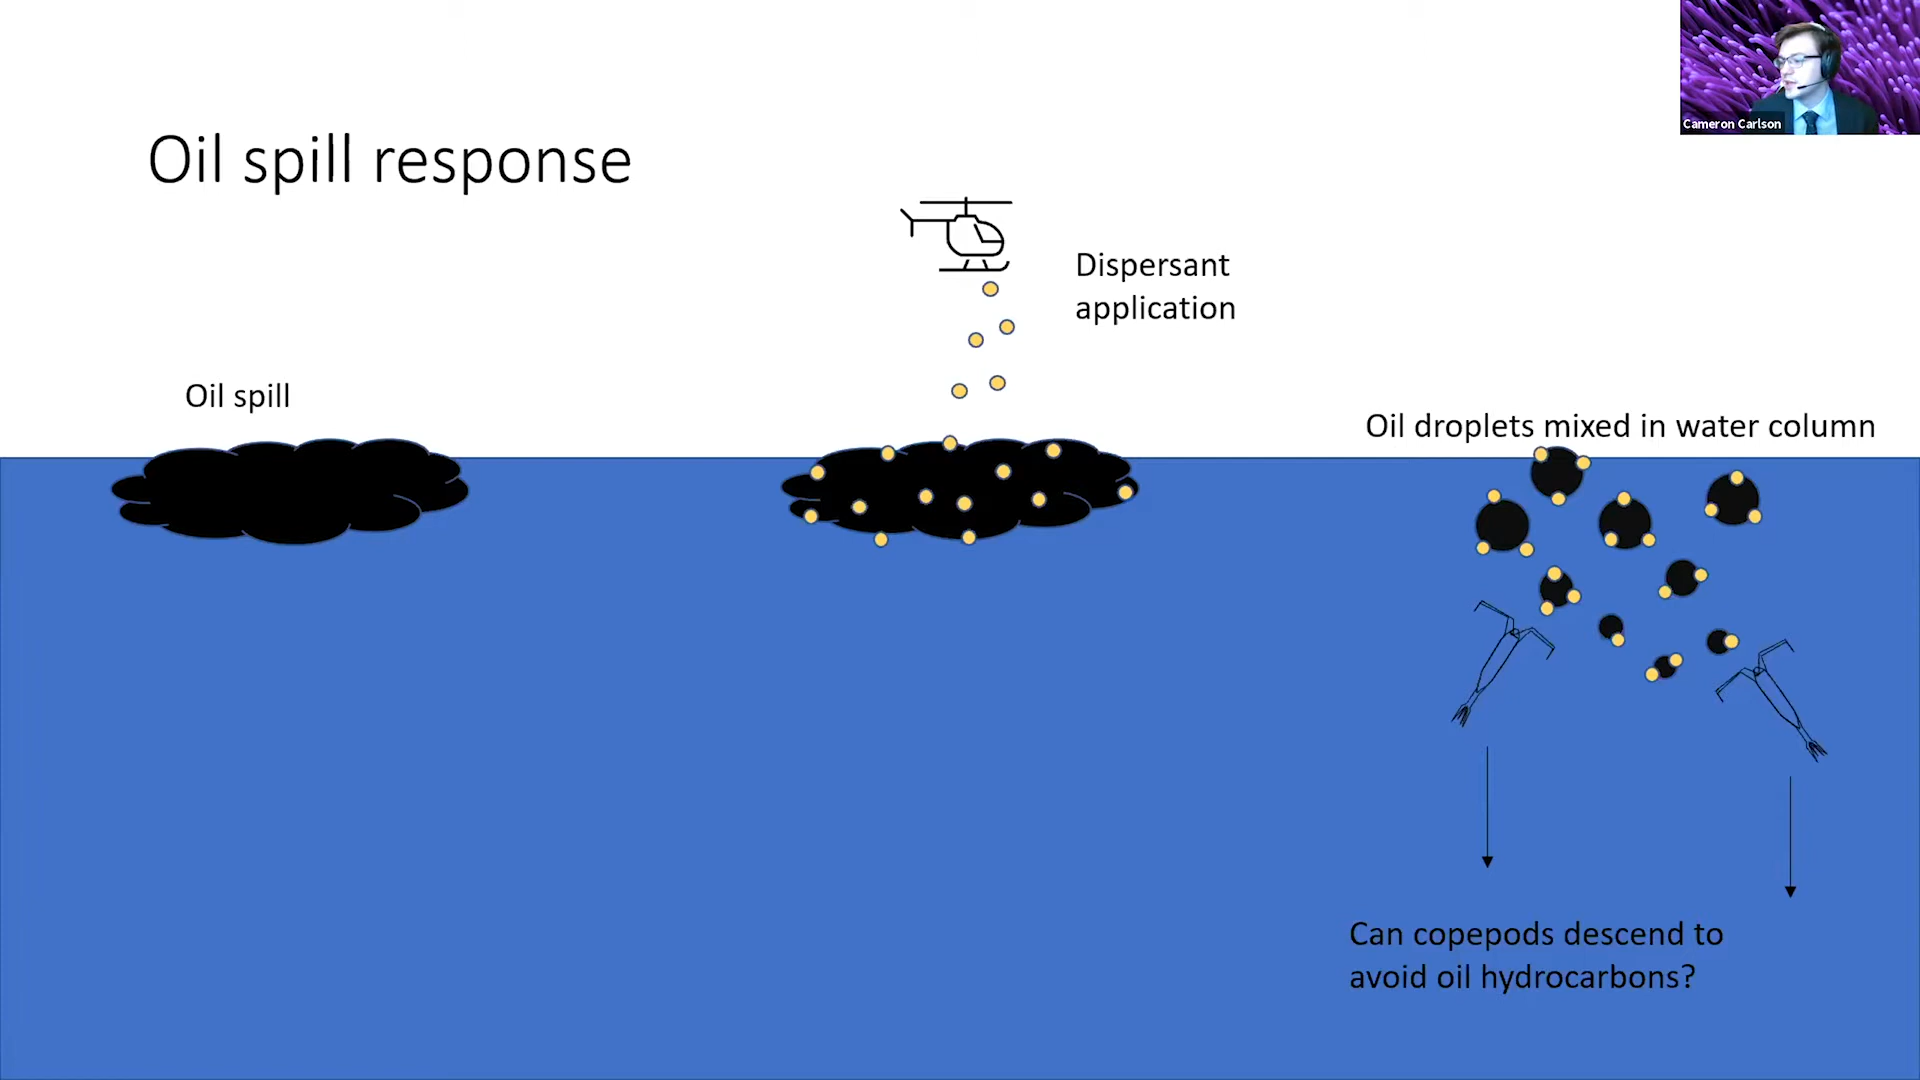 Cameron Carlson
Oil spill response
Dispersant
application
Oil spill
Oil droplets mixed in water column
Can copepods descend to
avoid oil hydrocarbons?